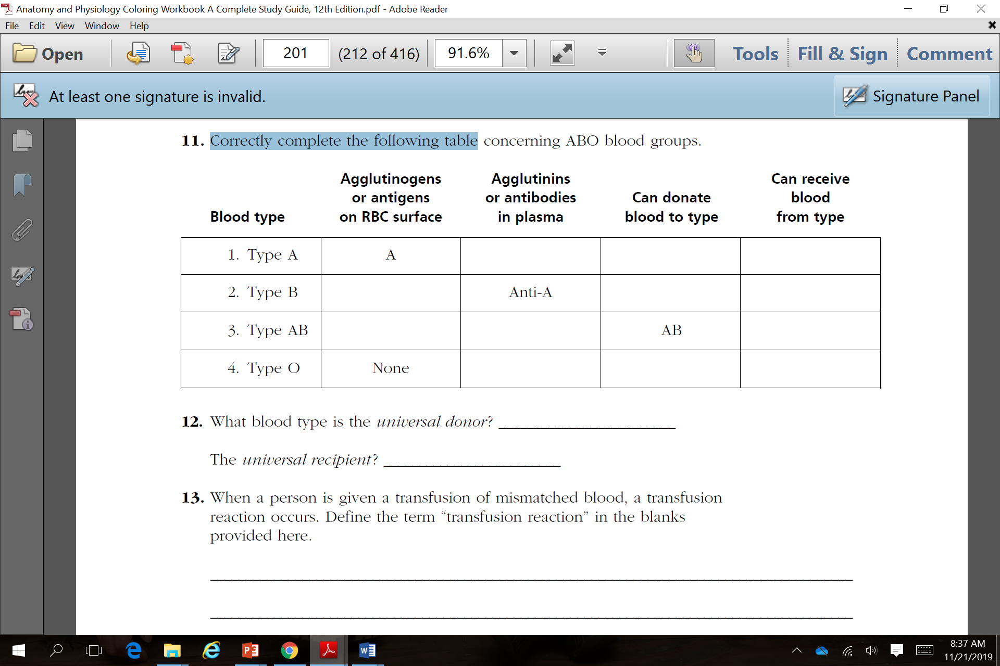 Anatomy and Physiology Coloring Workbook A Complete Study Guide, 12th Edition.pdf - Adobe Reader
File Edit View Window Help
Open 201 (212 of 416) 91.6% Tools Fill & Sign Comment
At least one signature is invalid. Signature Panel
11. Correctly complete the following table concerning ABO blood groups.
Agglutinogens Agglutinins Can receive
or antigens or antibodies Can donate blood
Blood type on RBC surface in plasma blood to type from type
1. Type A A
2. Type B Anti-A
3. Type AB AB
4. Type O None
12. What blood type is the universal donor? ____________________
The universal recipient? ____________________
13. When a person is given a transfusion of mismatched blood, a transfusion
reaction occurs. Define the term “transfusion reaction” in the blanks
provided here.
8:37 AM
11/21/2019